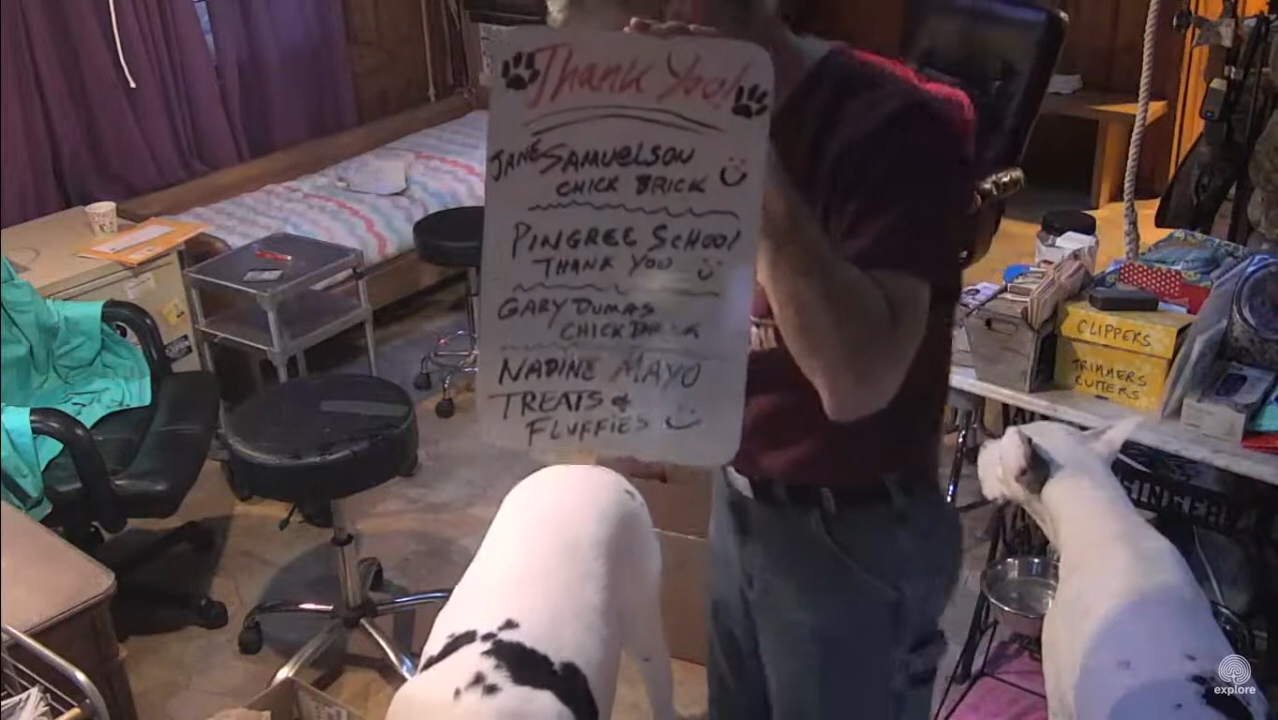 Thank You!
JANE SAMUELSON
CHICK BRICK
PINGREE SCHOOL
THANK YOU
GARY DUMAS
CHICK
NADINE MAYO
TREATS &
FLUFFIES
CLIPPERS
TRIMMERS
CUTTERS
explore